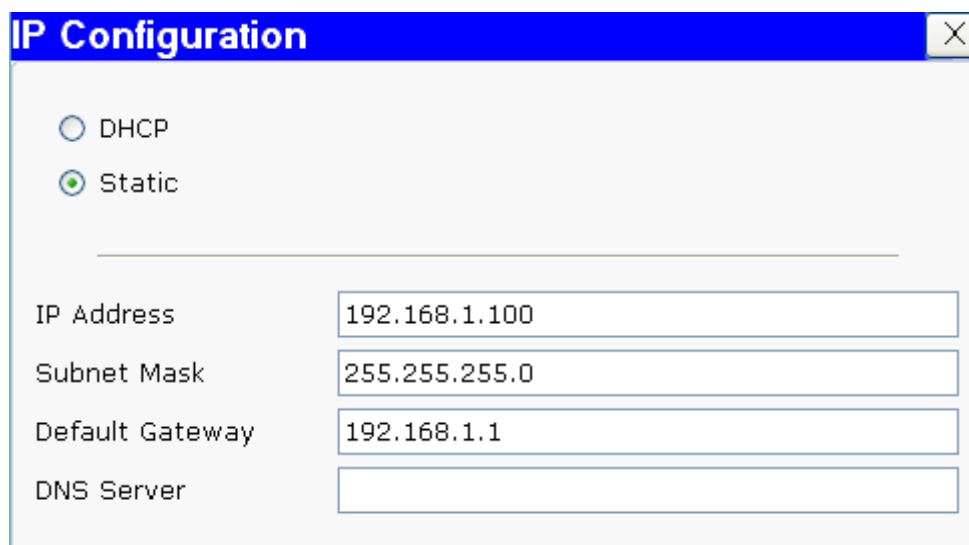 IP Configuration
DHCP
Static
IP Address 192.168.1.100
Subnet Mask 255.255.255.0
Default Gateway 192.168.1.1
DNS Server